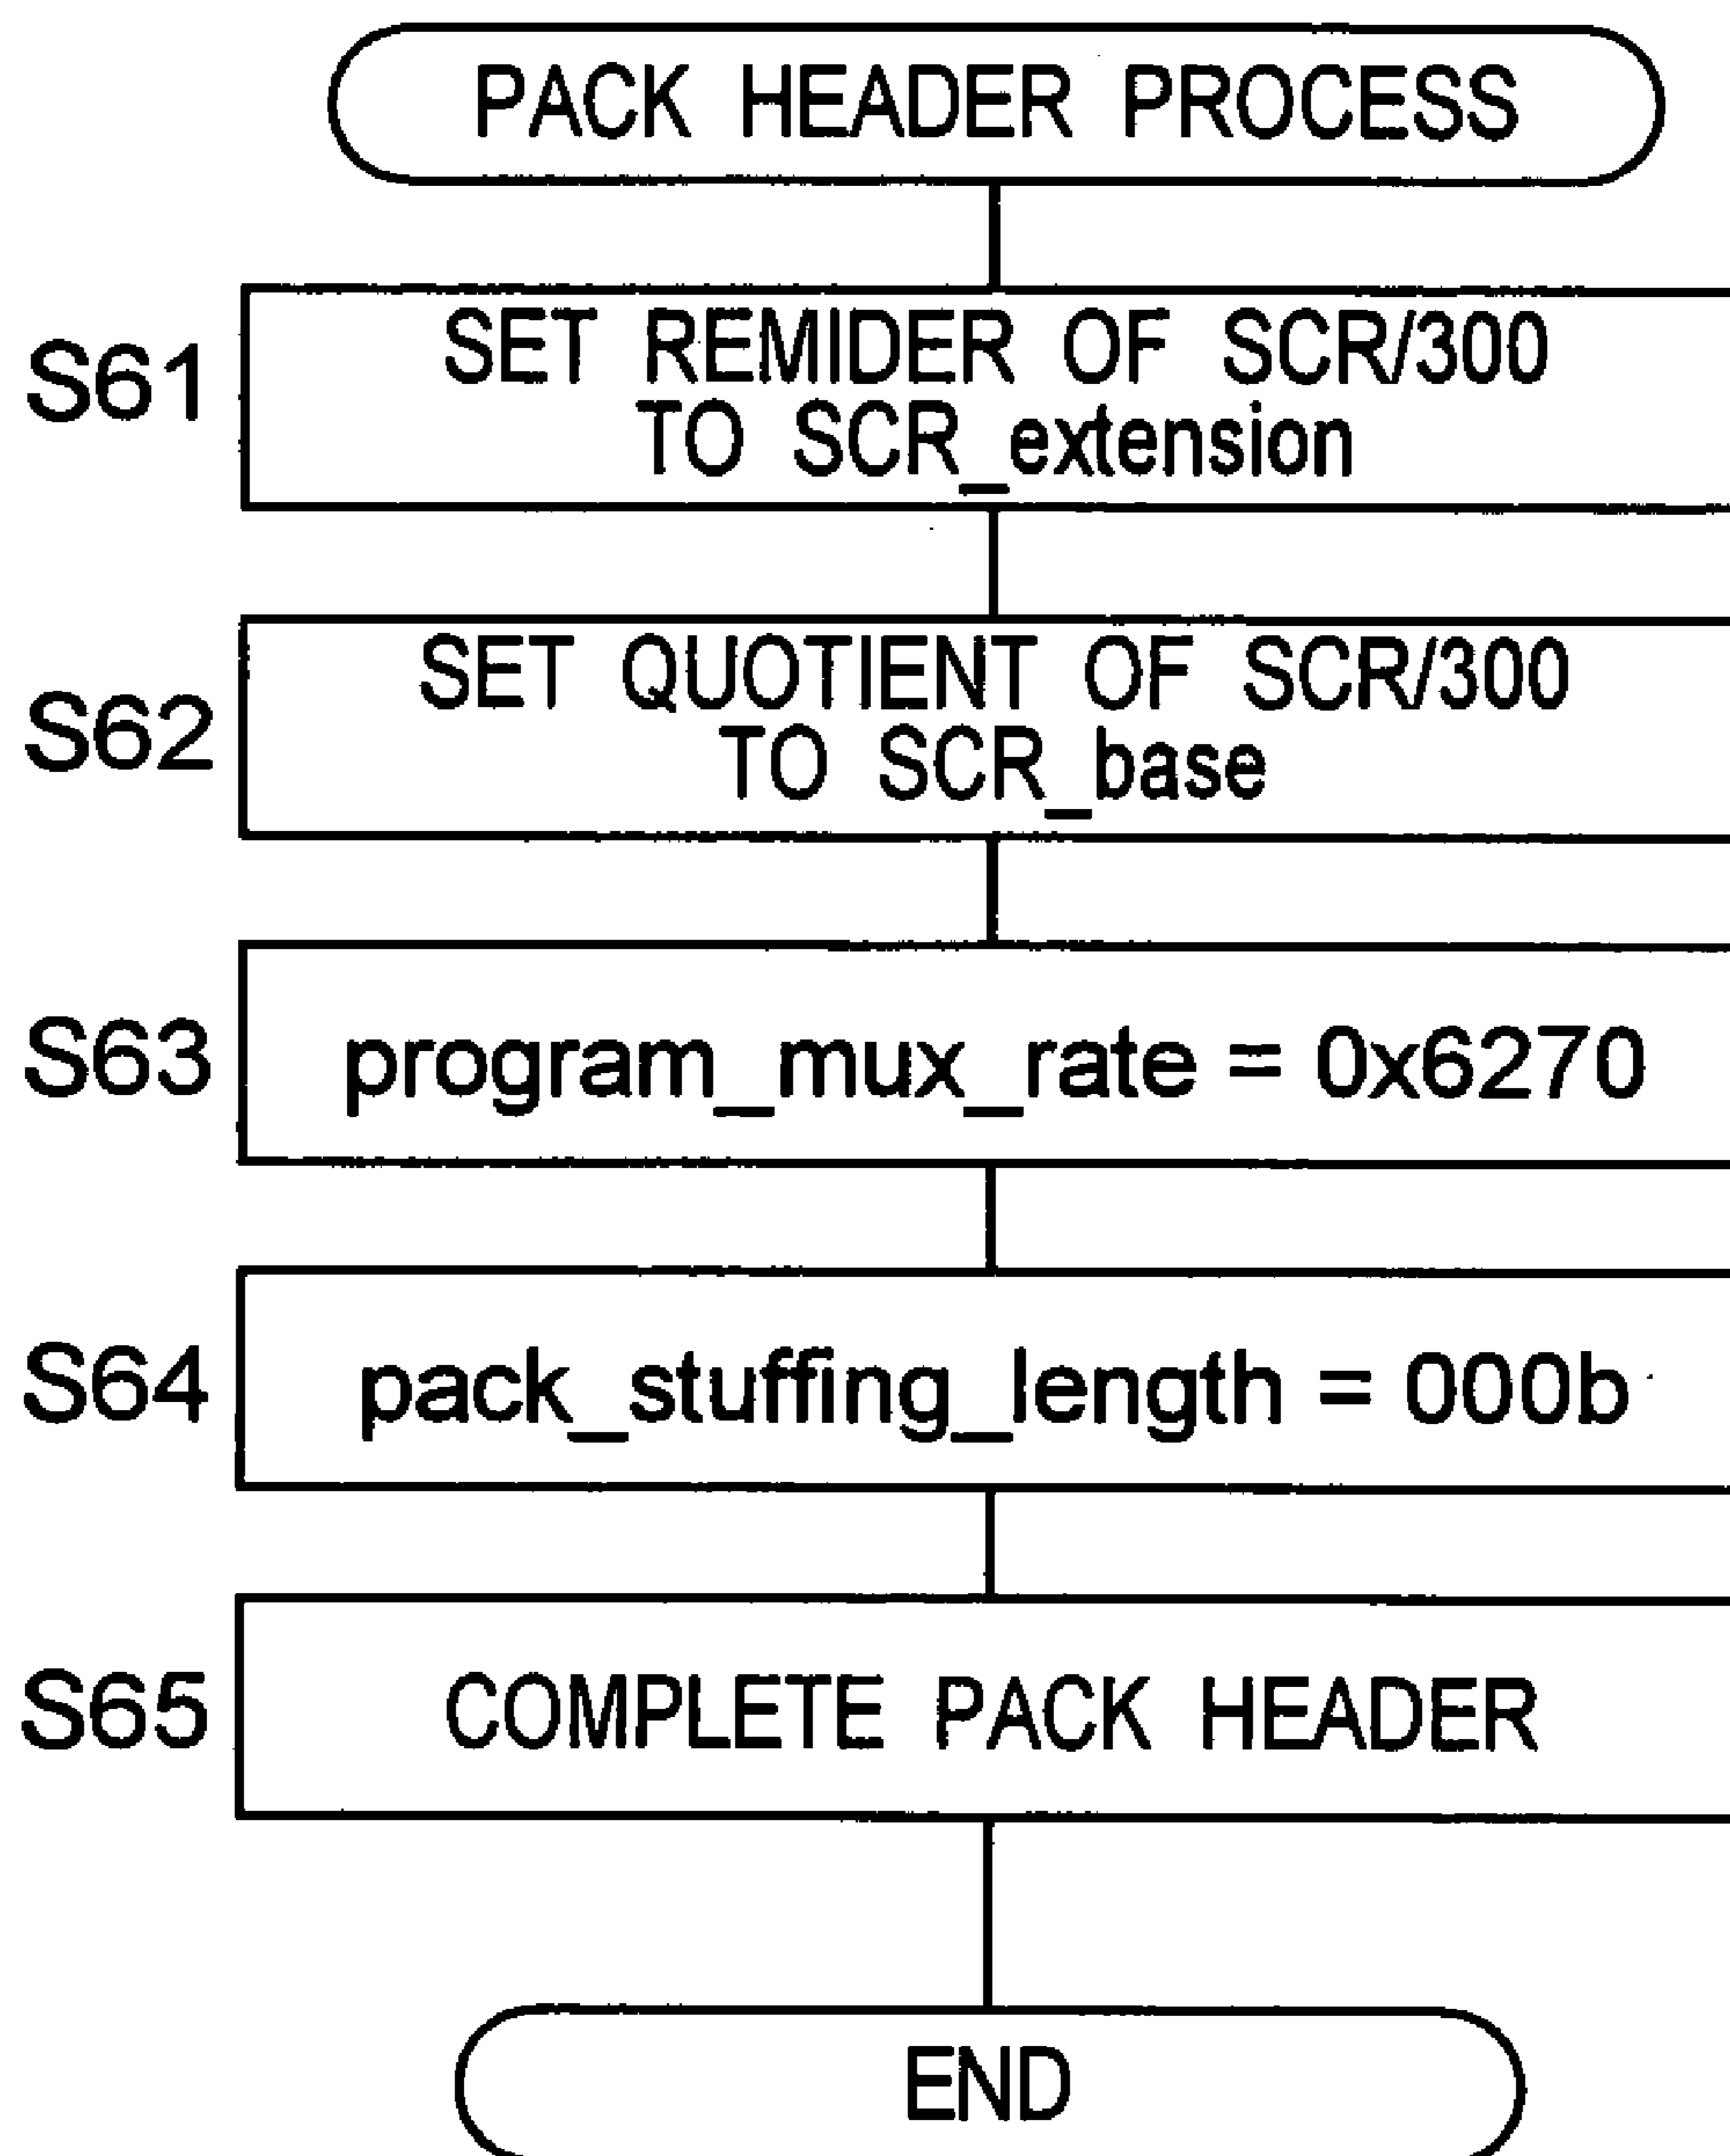 PACK HEADER PROCESS
S61
SET REMIDER OF SCR/300
TO SCR_extension
S62
SET QUOTIENT OF SCR/300
TO SCR_base
S63
program_mux_rate = 0x6270
S64
pack_stuffing_length = 000b
S65
COMPLETE PACK HEADER
END